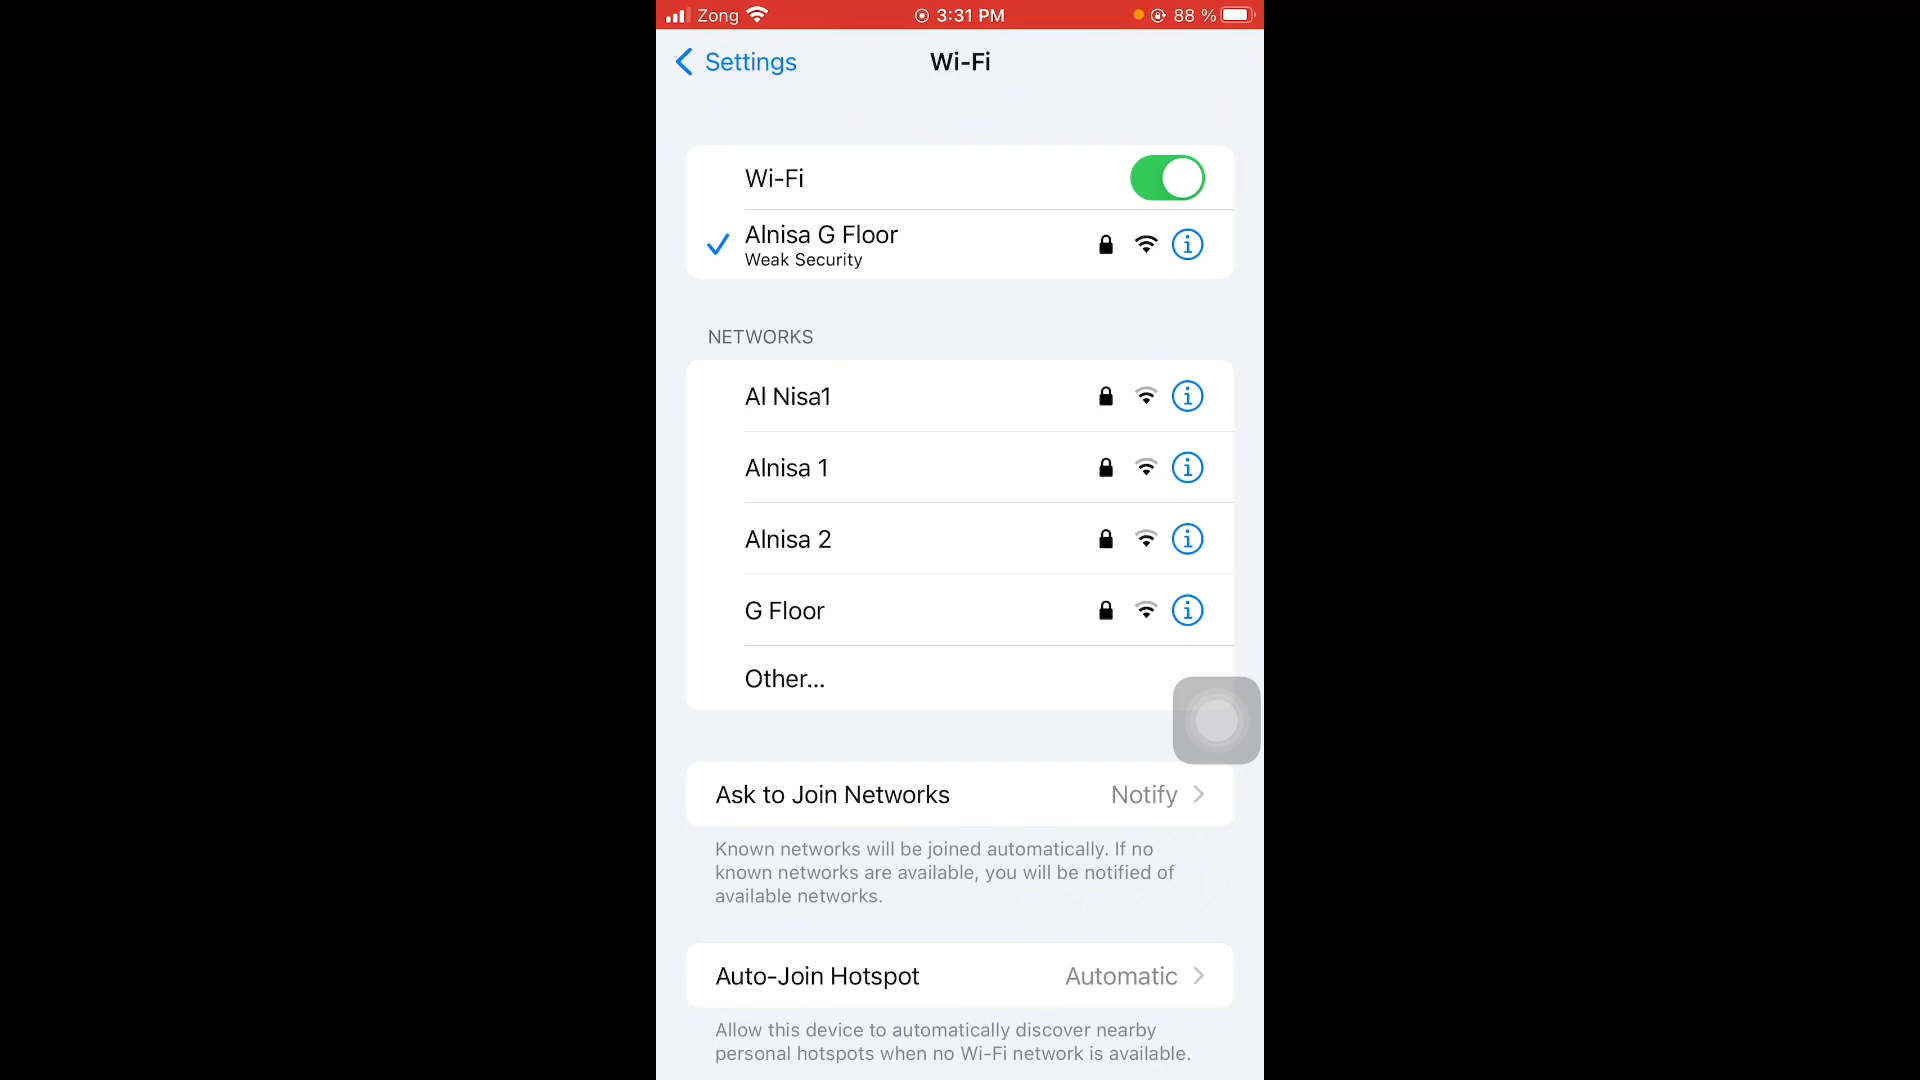 Zong 3:31 PM 88 %
Settings Wi-Fi
Wi-Fi
Alnisa G Floor
Weak Security
NETWORKS
Al Nisa1
Alnisa 1
Alnisa 2
G Floor
Other...
Ask to Join Networks Notify
Known networks will be joined automatically. If no
known networks are available, you will be notified of
available networks.
Auto-Join Hotspot Automatic
Allow this device to automatically discover nearby
personal hotspots when no Wi-Fi network is available.